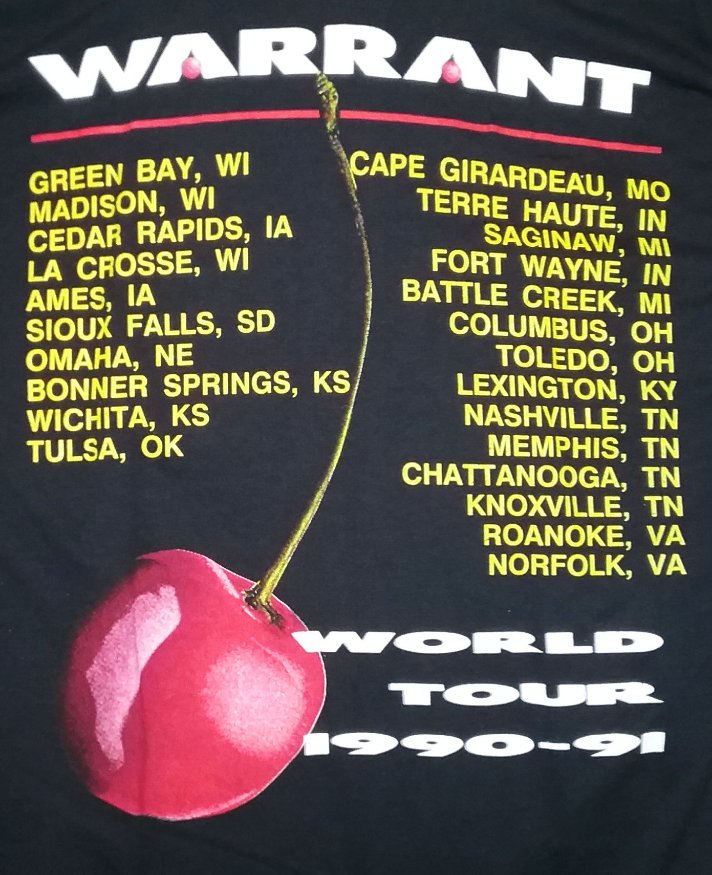 WARRANT
GREEN BAY, WI
MADISON, WI
CEDAR RAPIDS, IA
LA CROSSE, WI
AMES, IA
SIOUX FALLS, SD
OMAHA, NE
BONNER SPRINGS, KS
WICHITA, KS
TULSA, OK
CAPE GIRARDEAU, MO
TERRE HAUTE, IN
SAGINAW, MI
FORT WAYNE, IN
BATTLE CREEK, MI
COLUMBUS, OH
TOLEDO, OH
LEXINGTON, KY
NASHVILLE, TN
MEMPHIS, TN
CHATTANOOGA, TN
KNOXVILLE, TN
ROANOKE, VA
NORFOLK, VA
WORLD
TOUR
1990-91